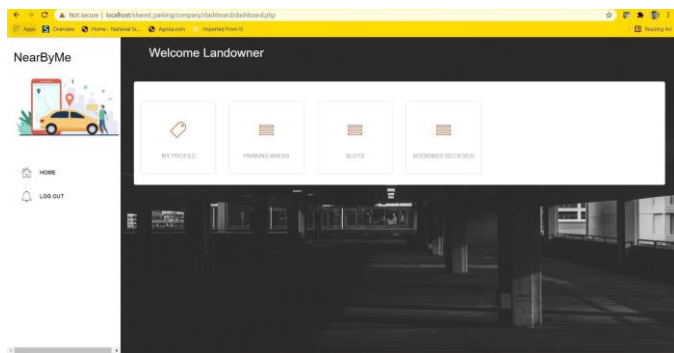 Not secure | localhost/shared_parking/company/dashboard/dashboard.php
Apps Overview Home - National Sc... Agoda.com Imported From IE Reading list
NearByMe
Welcome Landowner
MY PROFILE PARKING AREAS SLOTS BOOKINGS RECIEVED
HOME
LOG OUT